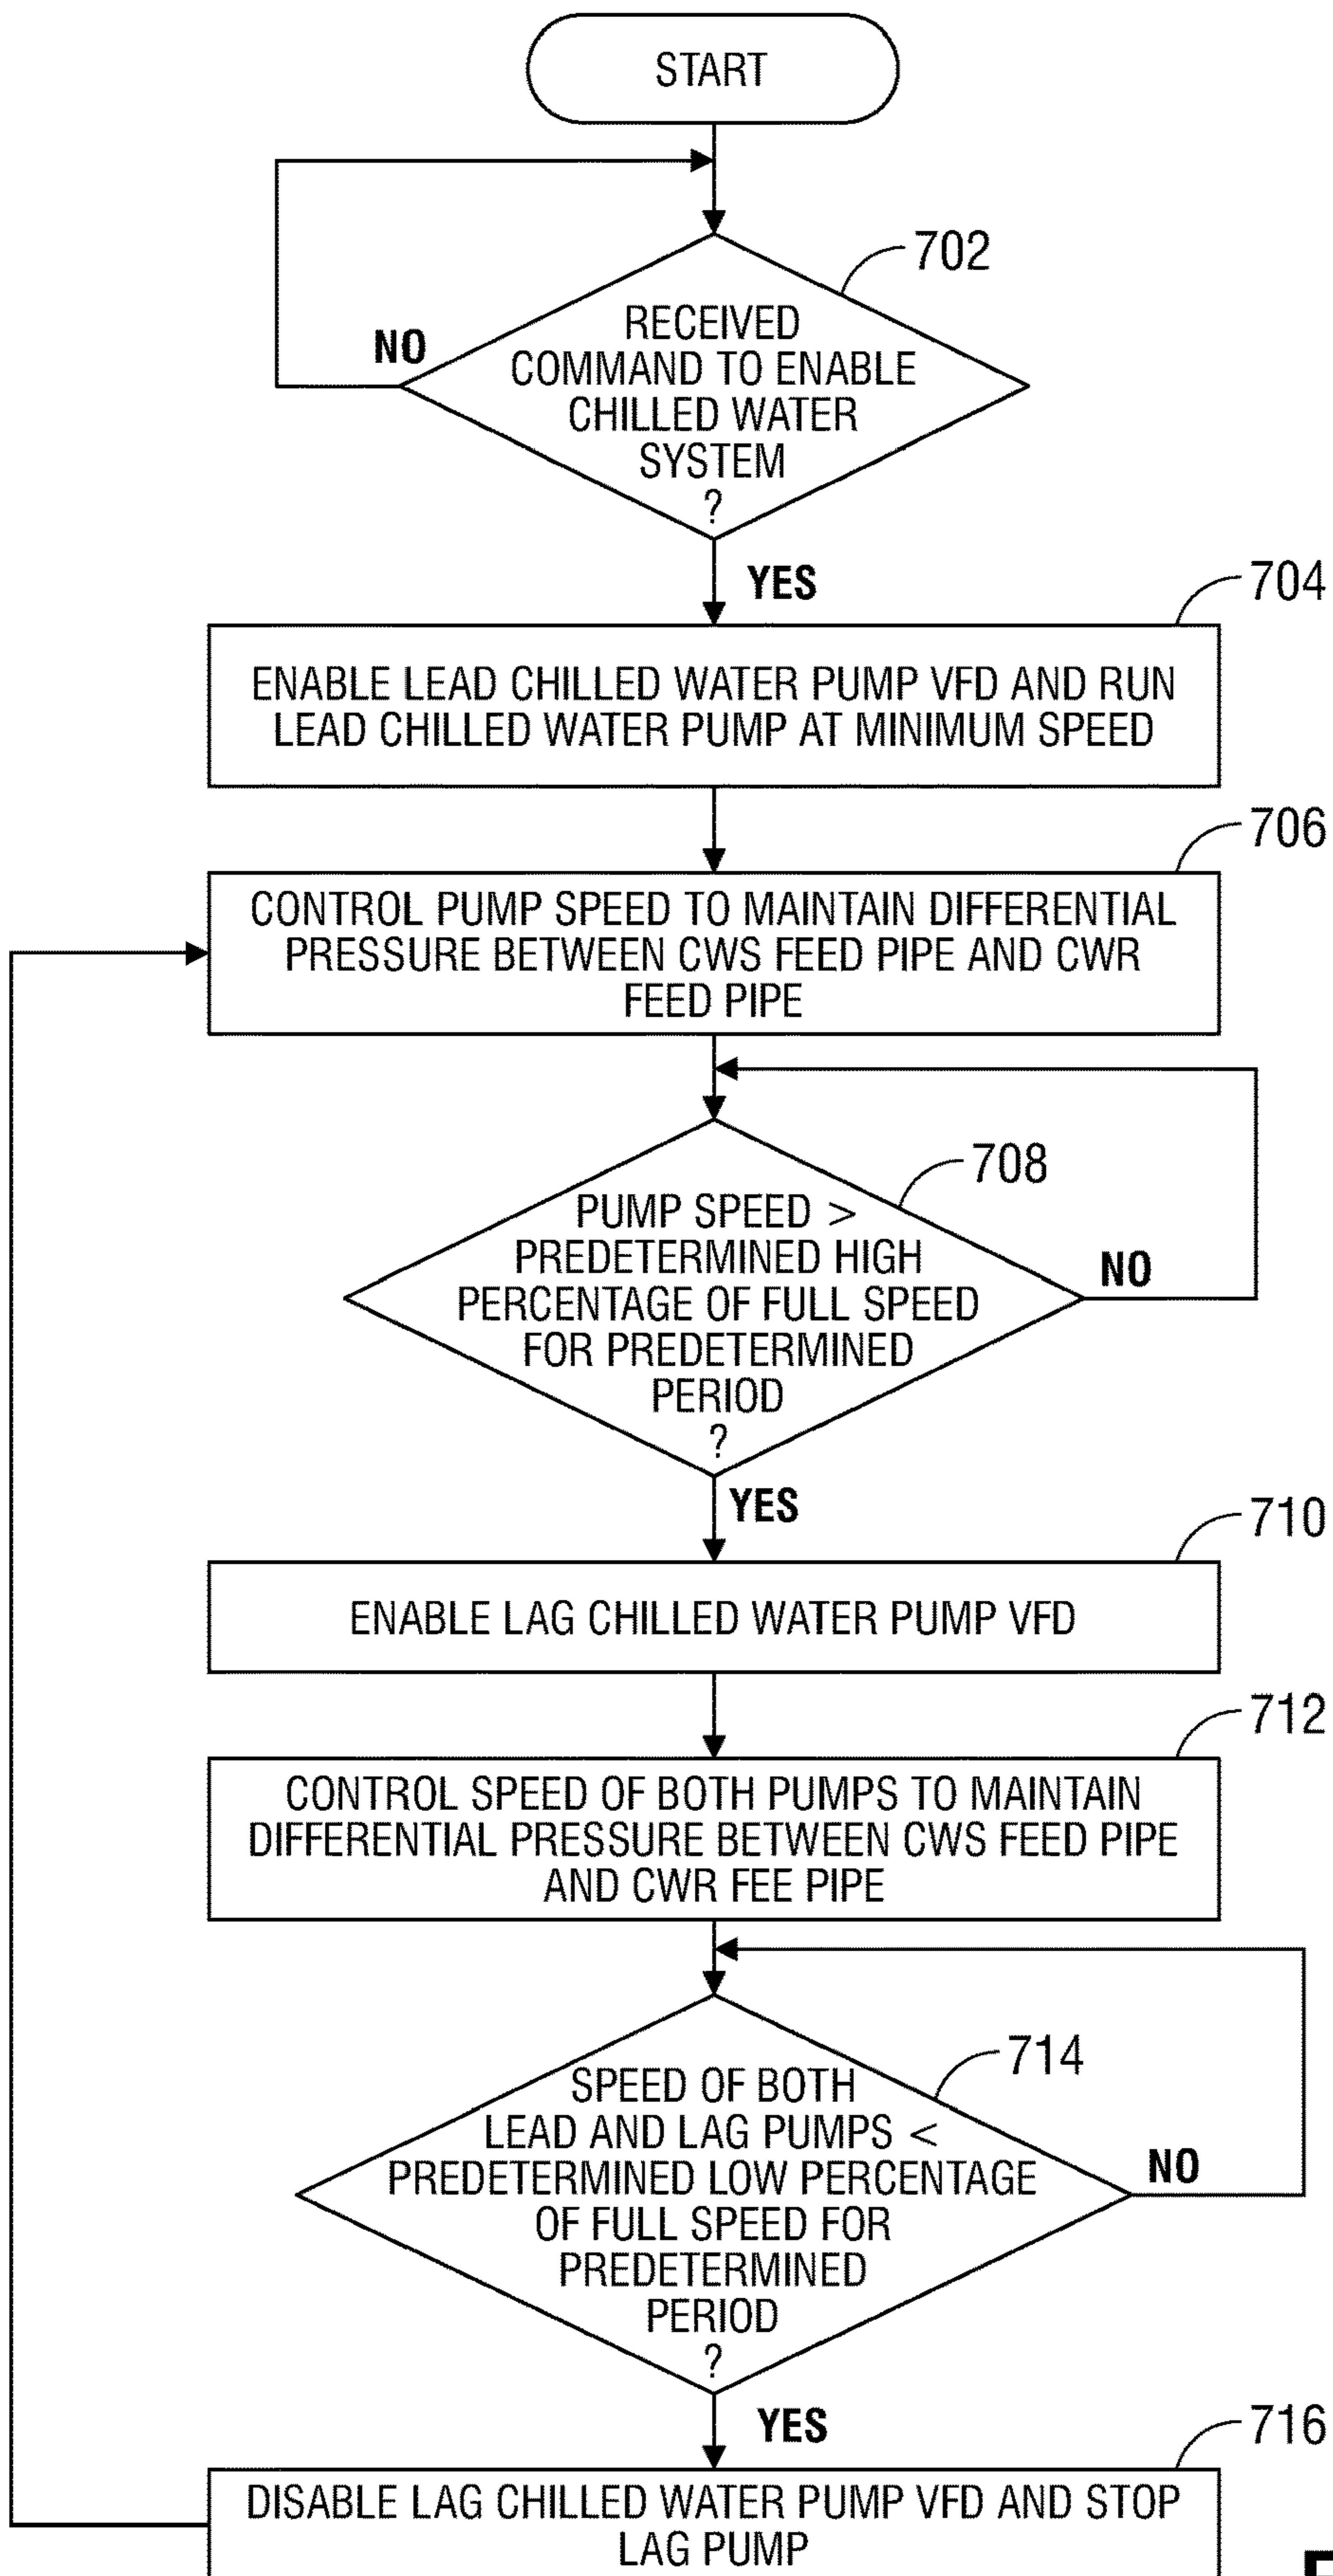 START
702
RECEIVED
COMMAND TO ENABLE
CHILLED WATER
SYSTEM
?
NO
YES
704
ENABLE LEAD CHILLED WATER PUMP VFD AND RUN
LEAD CHILLED WATER PUMP AT MINIMUM SPEED
706
CONTROL PUMP SPEED TO MAINTAIN DIFFERENTIAL
PRESSURE BETWEEN CWS FEED PIPE AND CWR
FEED PIPE
708
PUMP SPEED >
PREDETERMINED HIGH
PERCENTAGE OF FULL SPEED
FOR PREDETERMINED
PERIOD
?
NO
YES
710
ENABLE LAG CHILLED WATER PUMP VFD
712
CONTROL SPEED OF BOTH PUMPS TO MAINTAIN
DIFFERENTIAL PRESSURE BETWEEN CWS FEED PIPE
AND CWR FEE PIPE
714
SPEED OF BOTH
LEAD AND LAG PUMPS <
PREDETERMINED LOW PERCENTAGE
OF FULL SPEED FOR
PREDETERMINED
PERIOD
?
NO
YES
716
DISABLE LAG CHILLED WATER PUMP VFD AND STOP
LAG PUMP